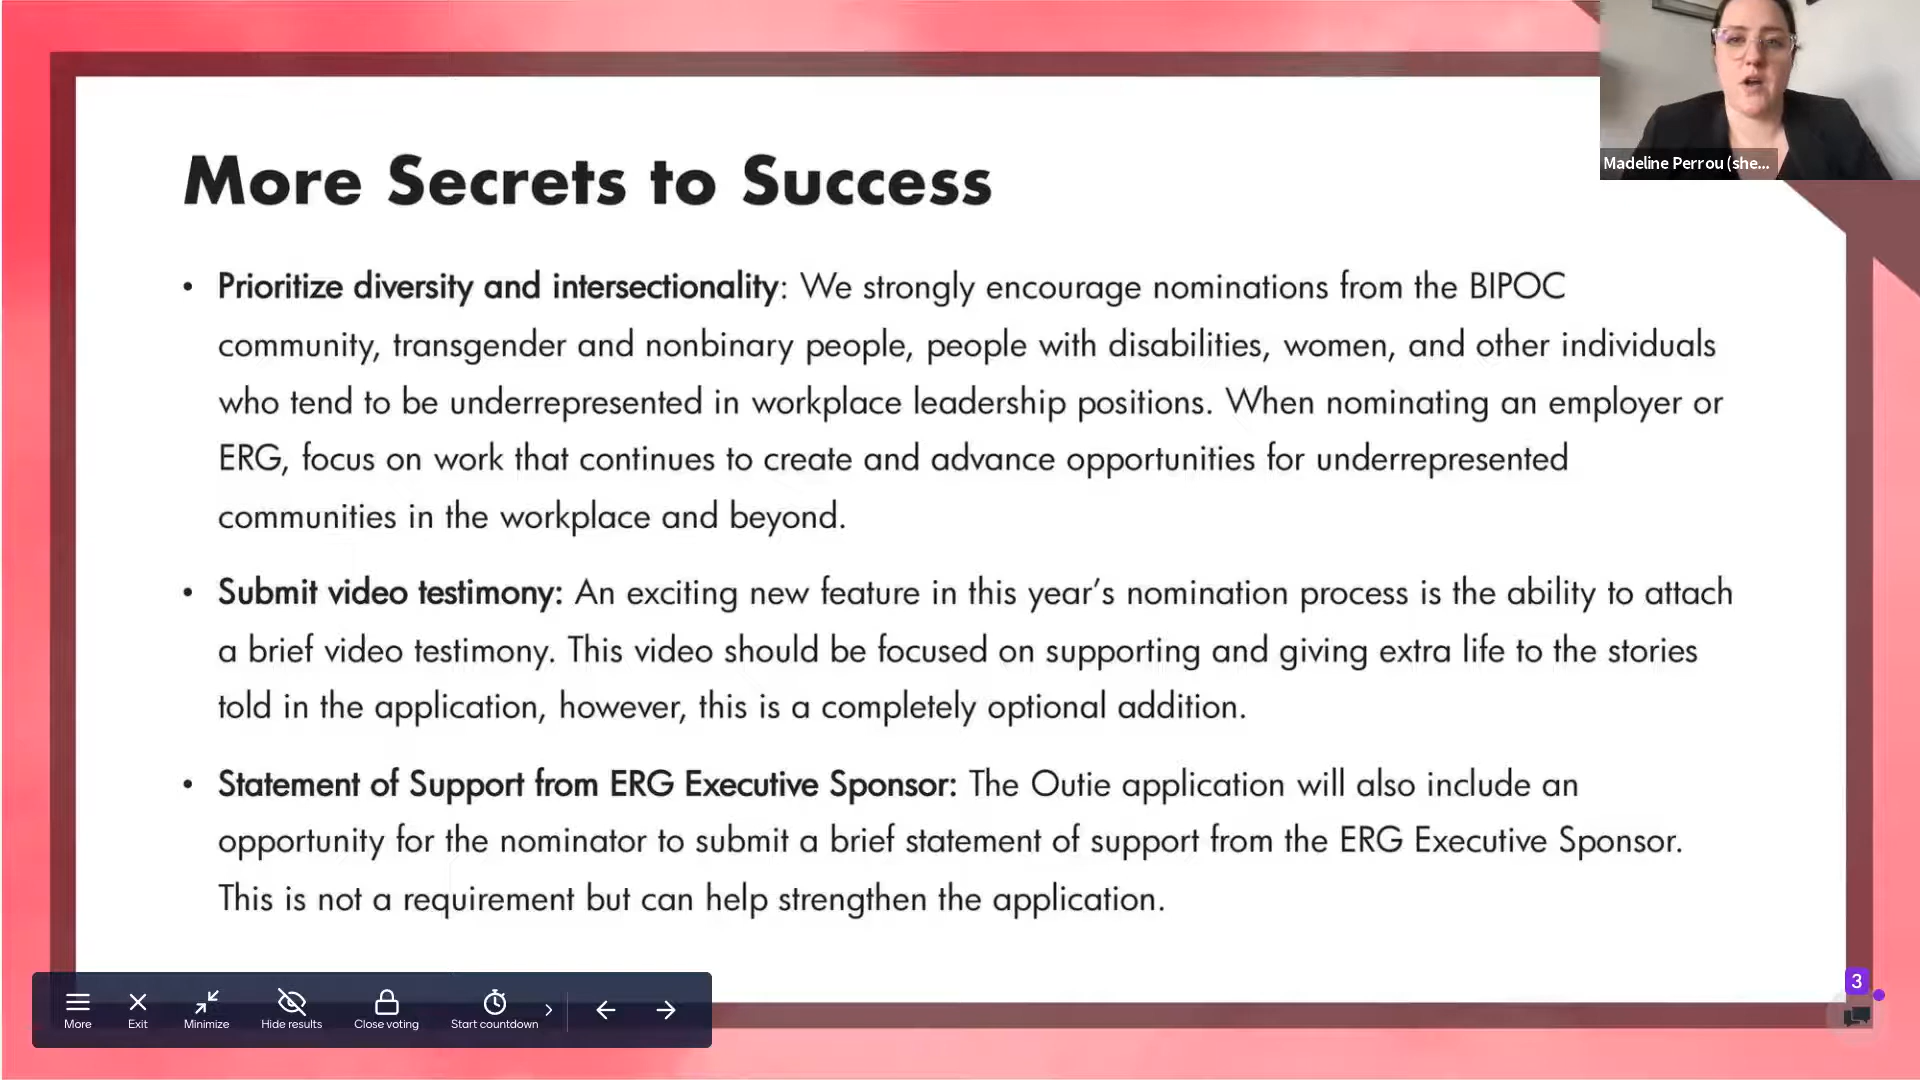 Madeline Perrou (she...
More Secrets to Success
• Prioritize diversity and intersectionality: We strongly encourage nominations from the BIPOC
community, transgender and nonbinary people, people with disabilities, women, and other individuals
who tend to be underrepresented in workplace leadership positions. When nominating an employer or
ERG, focus on work that continues to create and advance opportunities for underrepresented
communities in the workplace and beyond.
• Submit video testimony: An exciting new feature in this year’s nomination process is the ability to attach
a brief video testimony. This video should be focused on supporting and giving extra life to the stories
told in the application, however, this is a completely optional addition.
• Statement of Support from ERG Executive Sponsor: The Outie application will also include an
opportunity for the nominator to submit a brief statement of support from the ERG Executive Sponsor.
This is not a requirement but can help strengthen the application.
3
More Exit Minimize Hide results Close voting Start countdown